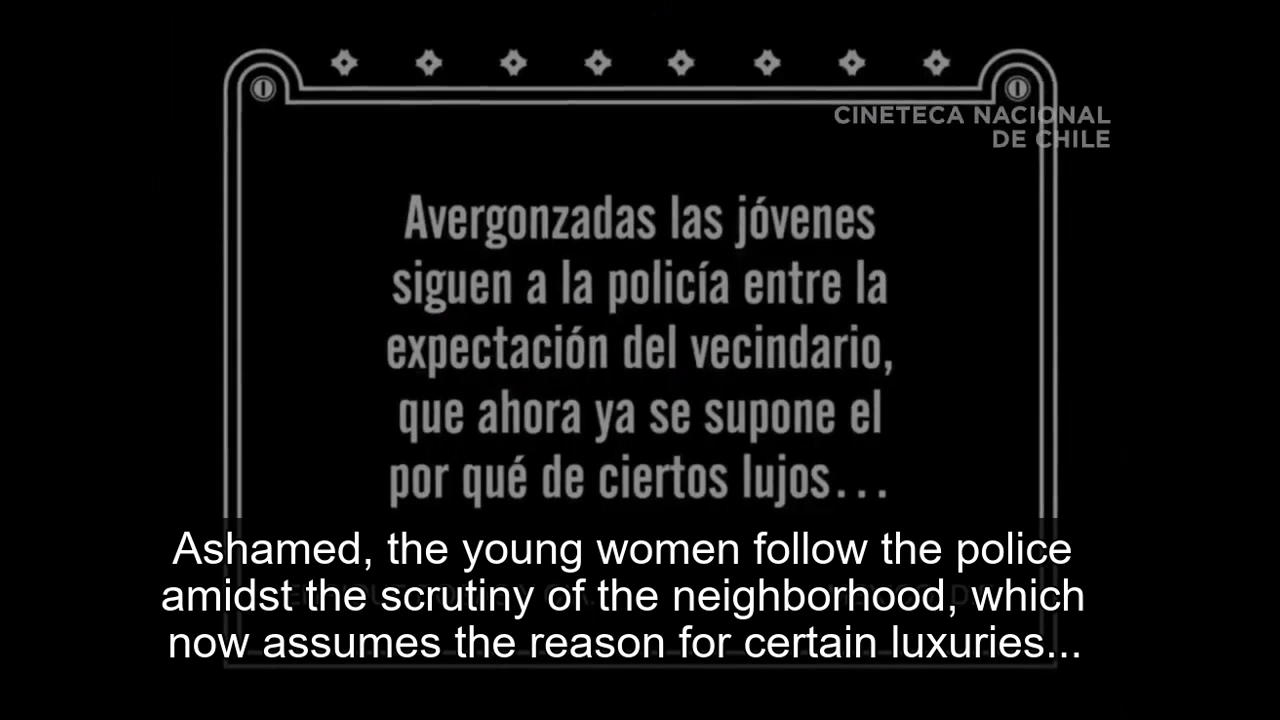 CINETECA NACIONAL
DE CHILE
Avergonzadas las jóvenes
siguen a la policía entre la
expectación del vecindario,
que ahora ya se supone el
por qué de ciertos lujos...
Ashamed, the young women follow the police
amidst the scrutiny of the neighborhood, which
now assumes the reason for certain luxuries...